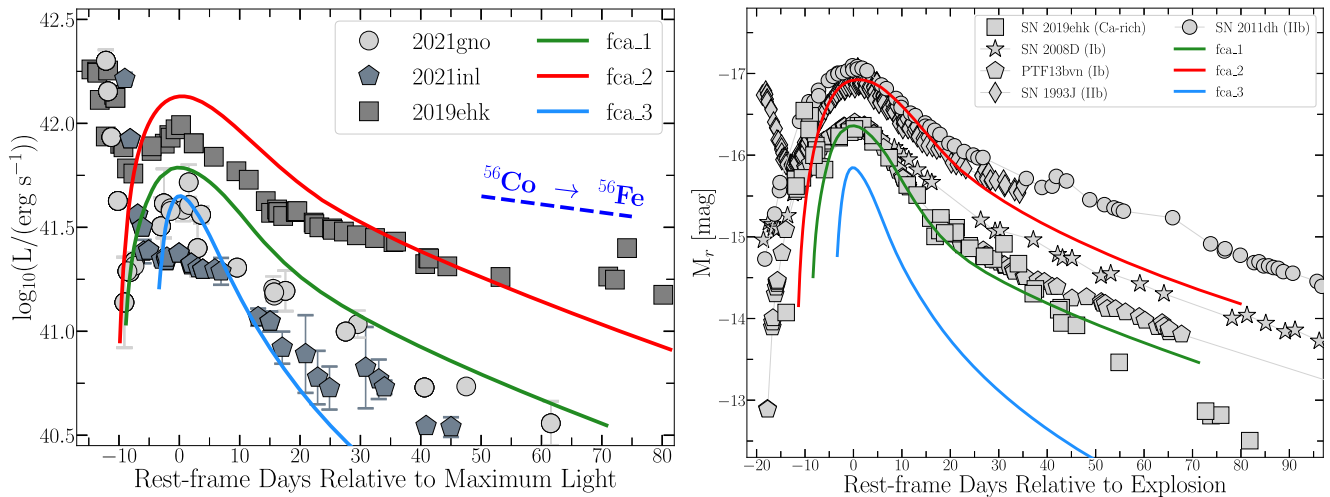 42.5
42.0
41.5
41.0
40.5
log₁₀(L/(erg s⁻¹))
2021gno
2021inl
2019ehk
fca_1
fca_2
fca_3
⁵⁶Co → ⁵⁶Fe
−10 0 10 20 30 40 50 60 70 80
Rest-frame Days Relative to Maximum Light
−17
−16
−15
−14
−13
Mᵣ [mag]
SN 2019ehk (Ca-rich)
SN 2008D (Ib)
PTF13bvn (Ib)
SN 1993J (IIb)
SN 2011dh (IIb)
fca_1
fca_2
fca_3
−20 −10 0 10 20 30 40 50 60 70 80 90
Rest-frame Days Relative to Explosion